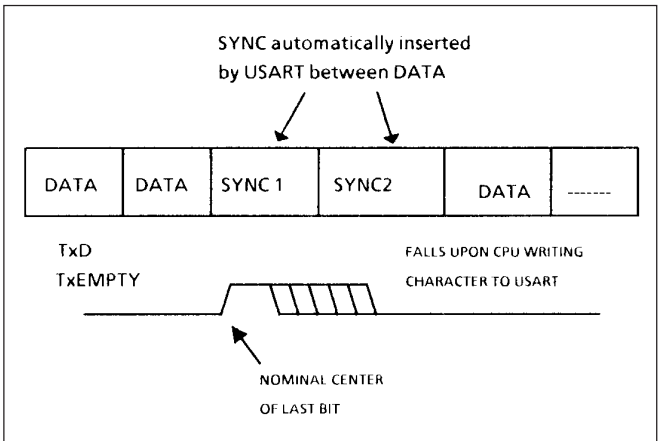 SYNC automatically inserted
by USART between DATA
DATA DATA SYNC 1 SYNC2 DATA -------
TxD
TxEMPTY
FALLS UPON CPU WRITING
CHARACTER TO USART
NOMINAL CENTER
OF LAST BIT